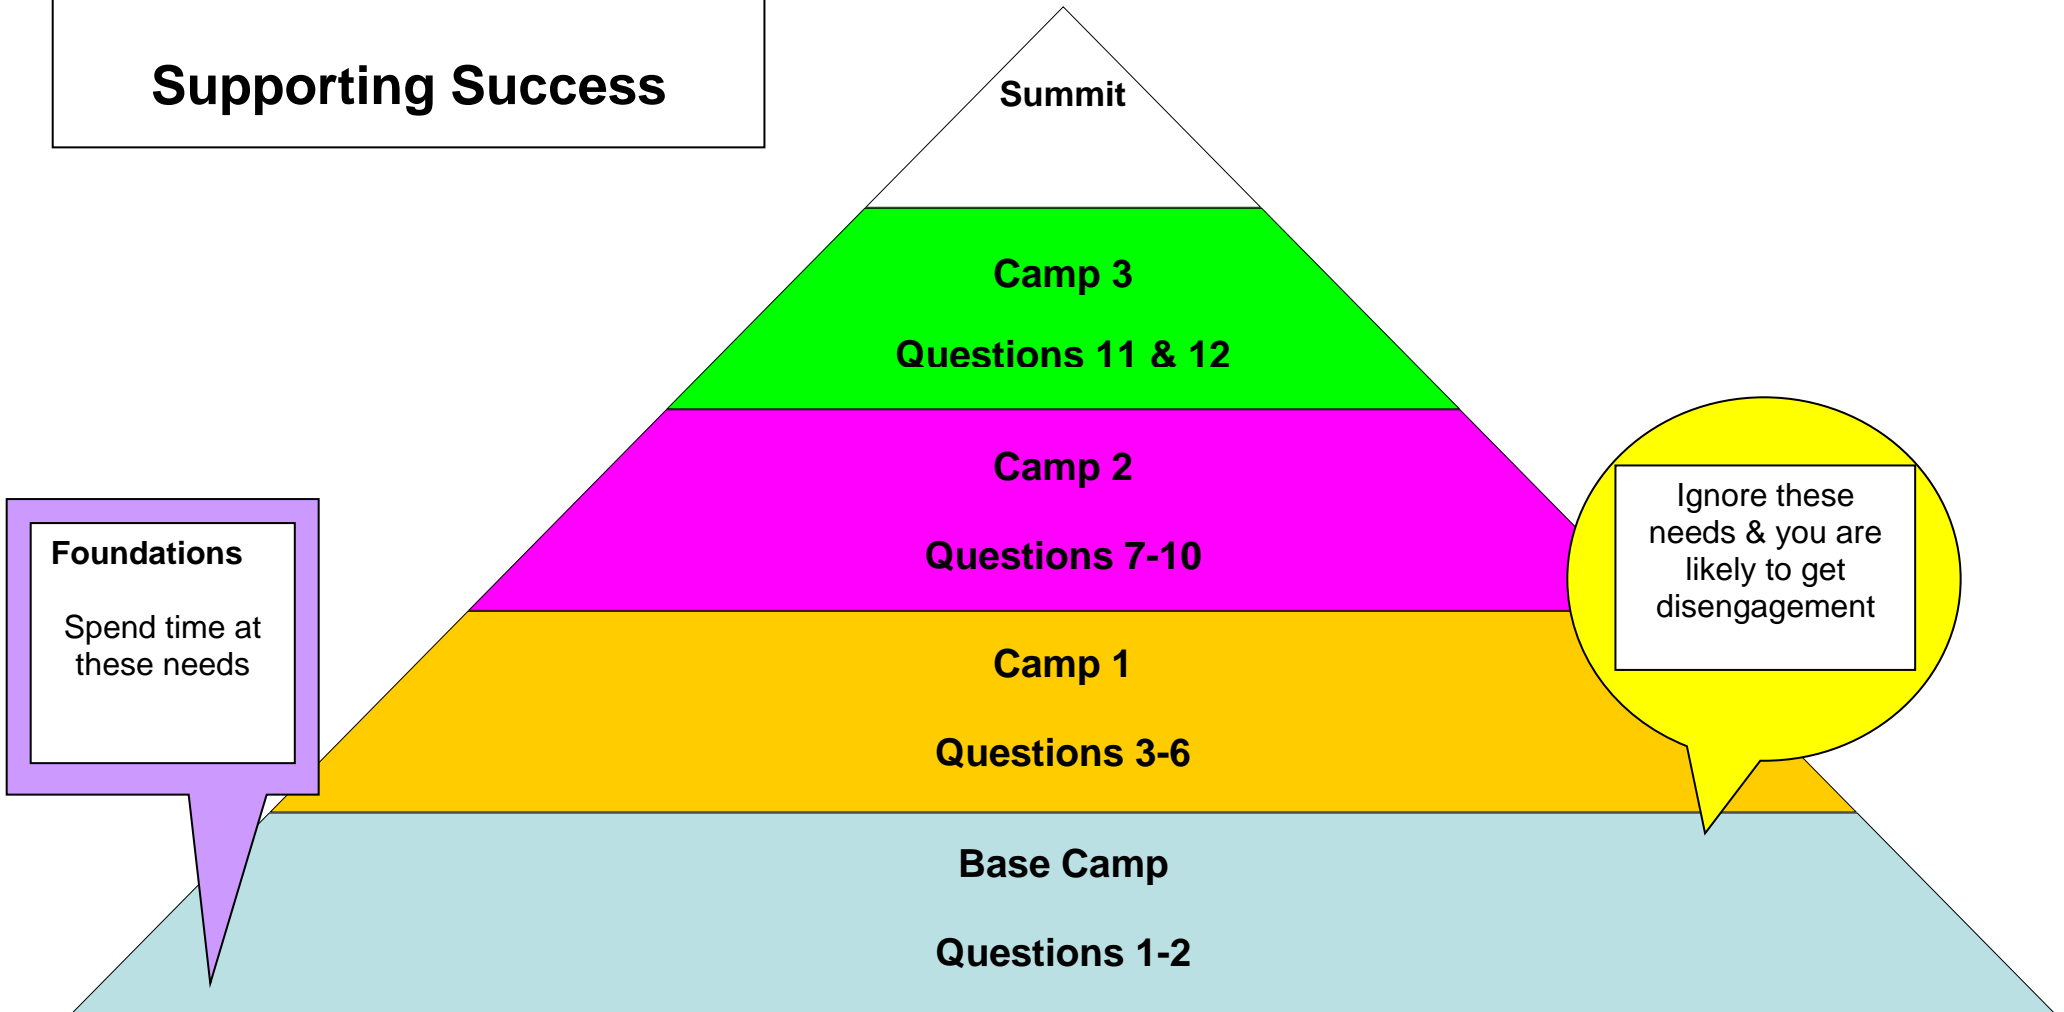 Supporting Success
Summit
Camp 3
Questions 11 & 12
Camp 2
Questions 7-10
Ignore these
needs & you are
likely to get
disengagement
Foundations
Spend time at
these needs
Camp 1
Questions 3-6
Base Camp
Questions 1-2